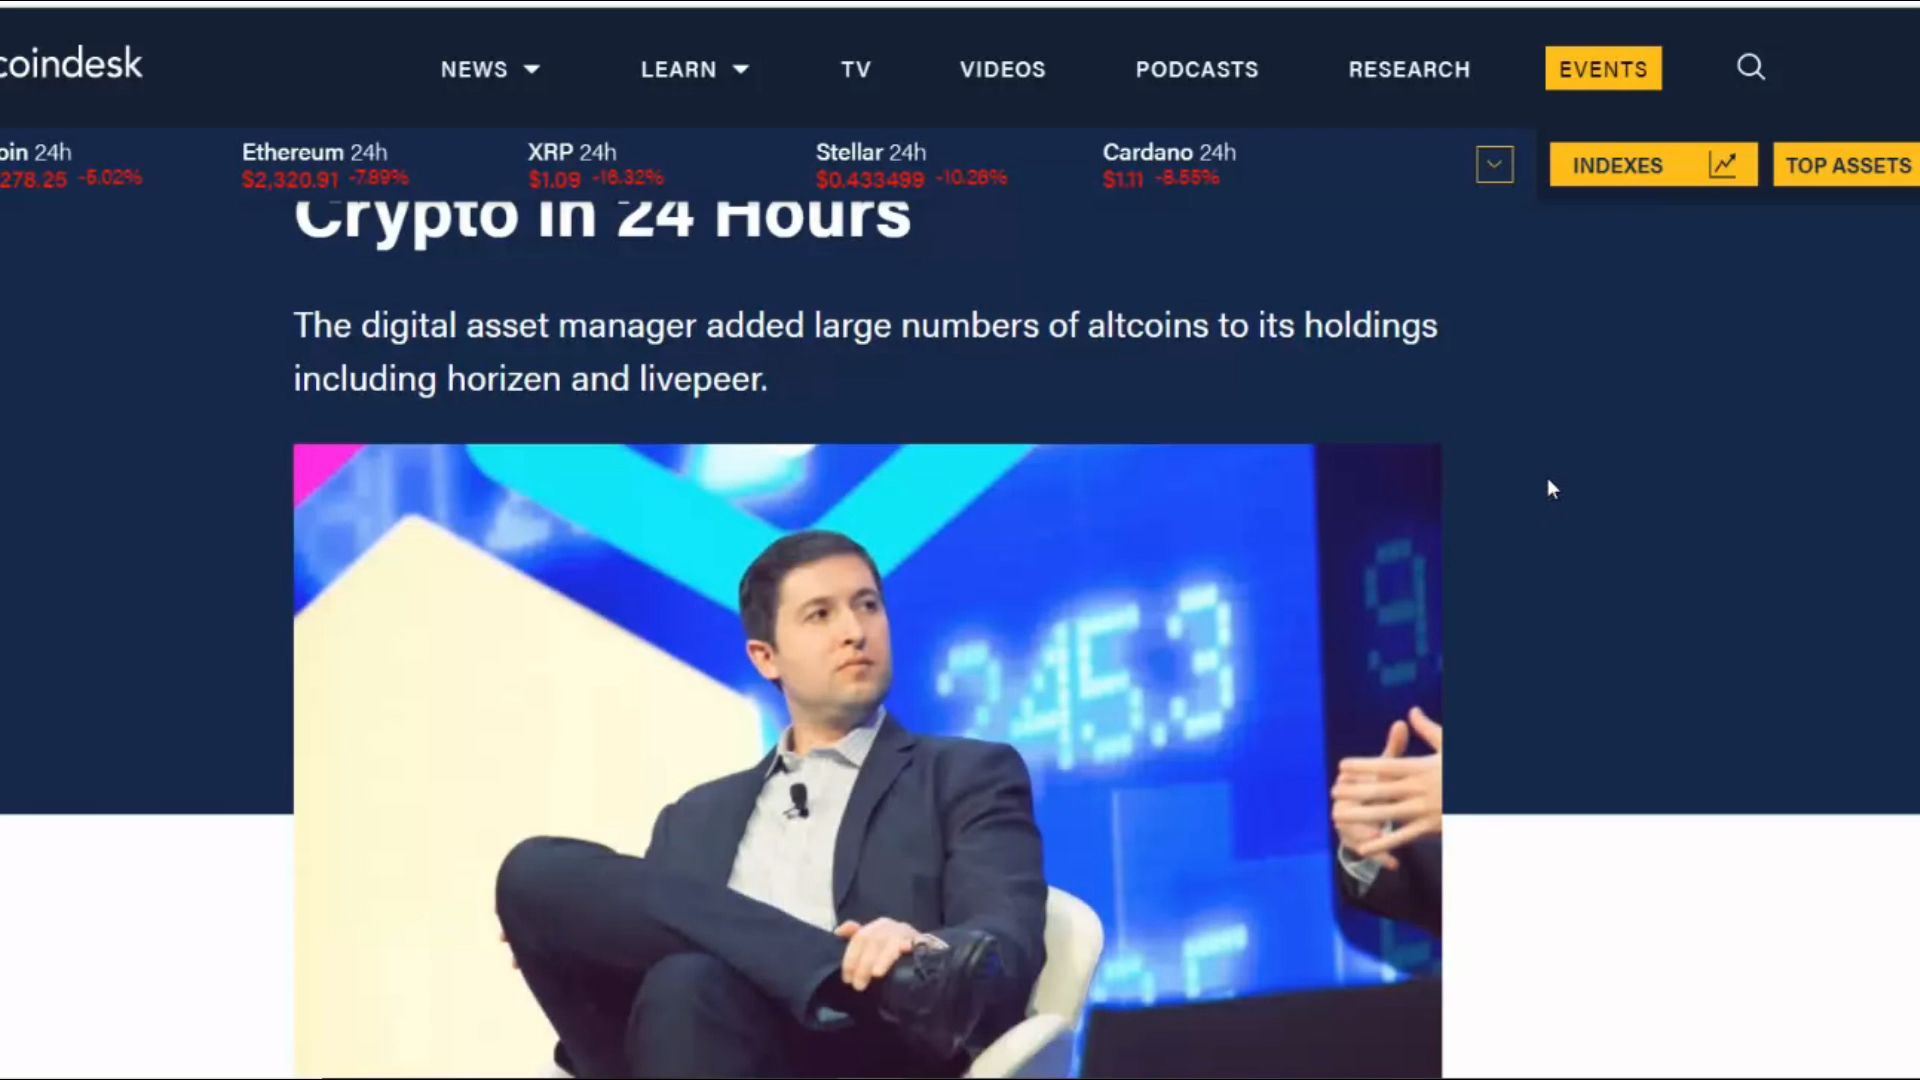 coindesk
NEWS LEARN TV VIDEOS PODCASTS RESEARCH EVENTS
oin 24h Ethereum 24h XRP 24h Stellar 24h Cardano 24h
278.25 -5.02% $2,320.91 -7.89% $1.09 -16.32% $0.433499 -10.26% $1.11 -8.55%
INDEXES TOP ASSETS
Crypto in 24 Hours
The digital asset manager added large numbers of altcoins to its holdings
including horizen and livepeer.
245.3
9